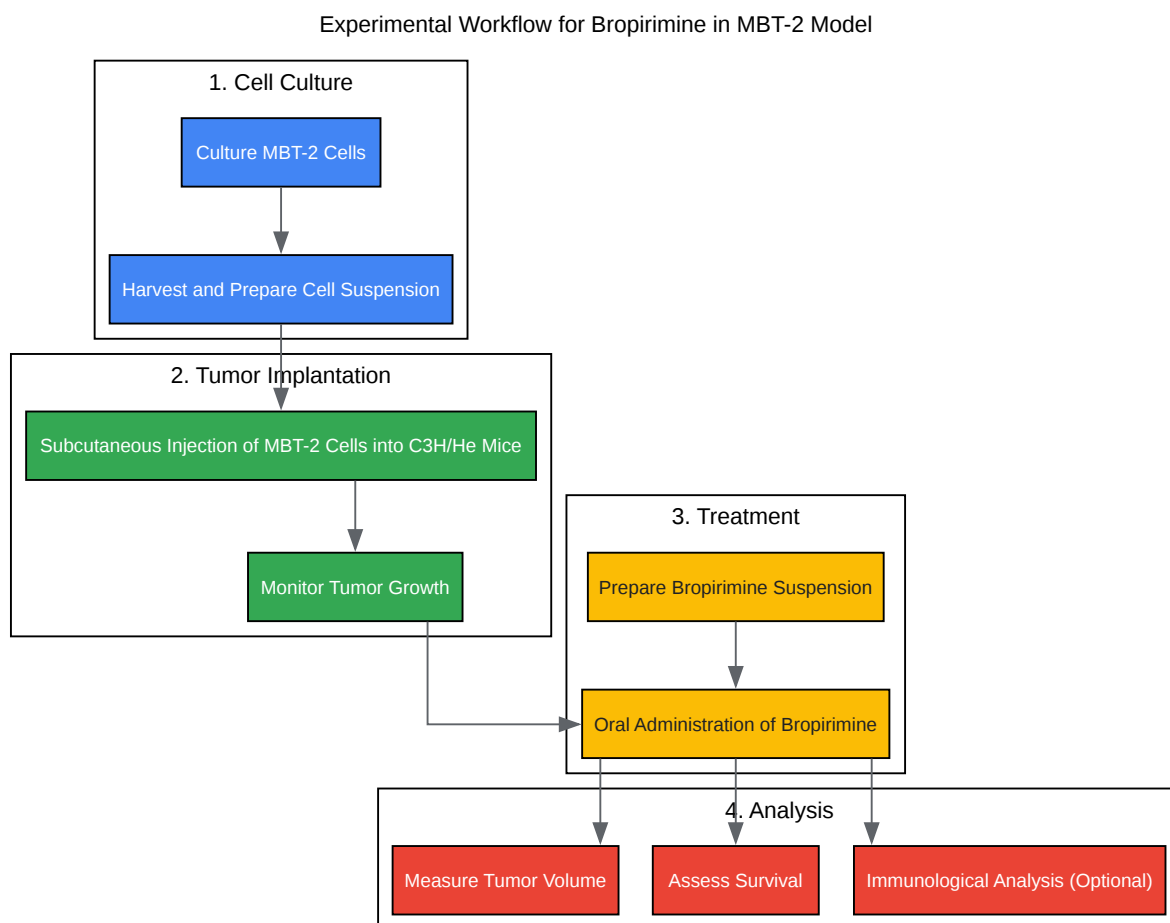 Experimental Workflow for Bropirimine in MBT-2 Model
1. Cell Culture
Culture MBT-2 Cells
Harvest and Prepare Cell Suspension
2. Tumor Implantation
Subcutaneous Injection of MBT-2 Cells into C3H/He Mice
Monitor Tumor Growth
3. Treatment
Prepare Bropirimine Suspension
Oral Administration of Bropirimine
4. Analysis
Measure Tumor Volume
Assess Survival
Immunological Analysis (Optional)